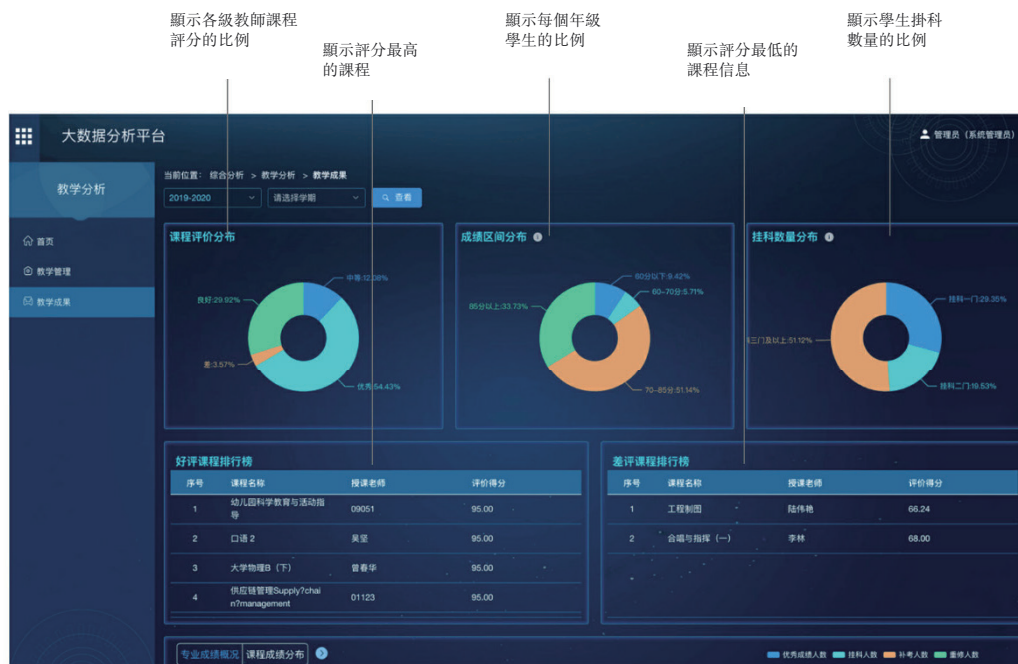 顯示各級教師課程
評分的比例
顯示評分最高
的課程
顯示每個年級
學生的比例
顯示評分最低的
課程信息
顯示學生掛科
數量的比例
大数据分析平台
管理员（系统管理员）
教学分析
首页
教学管理
教学成果
当前位置： 综合分析 > 教学分析 > 教学成果
2019-2020
请选择学期
查看
课程评价分布
中等:12.08%
良好:29.92%
差:3.57%
优秀:54.43%
成绩区间分布
60分以下:9.42%
60-70分:5.71%
85分以上:33.73%
70-85分:51.14%
挂科数量分布
挂科一门:29.35%
三门及以上:51.12%
挂科二门:19.53%
好评课程排行榜
序号 课程名称 授课老师 评价得分
1 幼儿园科学教育与活动指
导 09051 95.00
2 口语 2 吴坚 95.00
3 大学物理B（下） 曾春华 95.00
4 供应链管理Supply?chai
n?management 01123 95.00
差评课程排行榜
序号 课程名称 授课老师 评价得分
1 工程制图 陆伟艳 66.24
2 合唱与指挥（一） 李林 68.00
专业成绩概况 课程成绩分布
优秀成绩人数 挂科人数 补考人数 重修人数